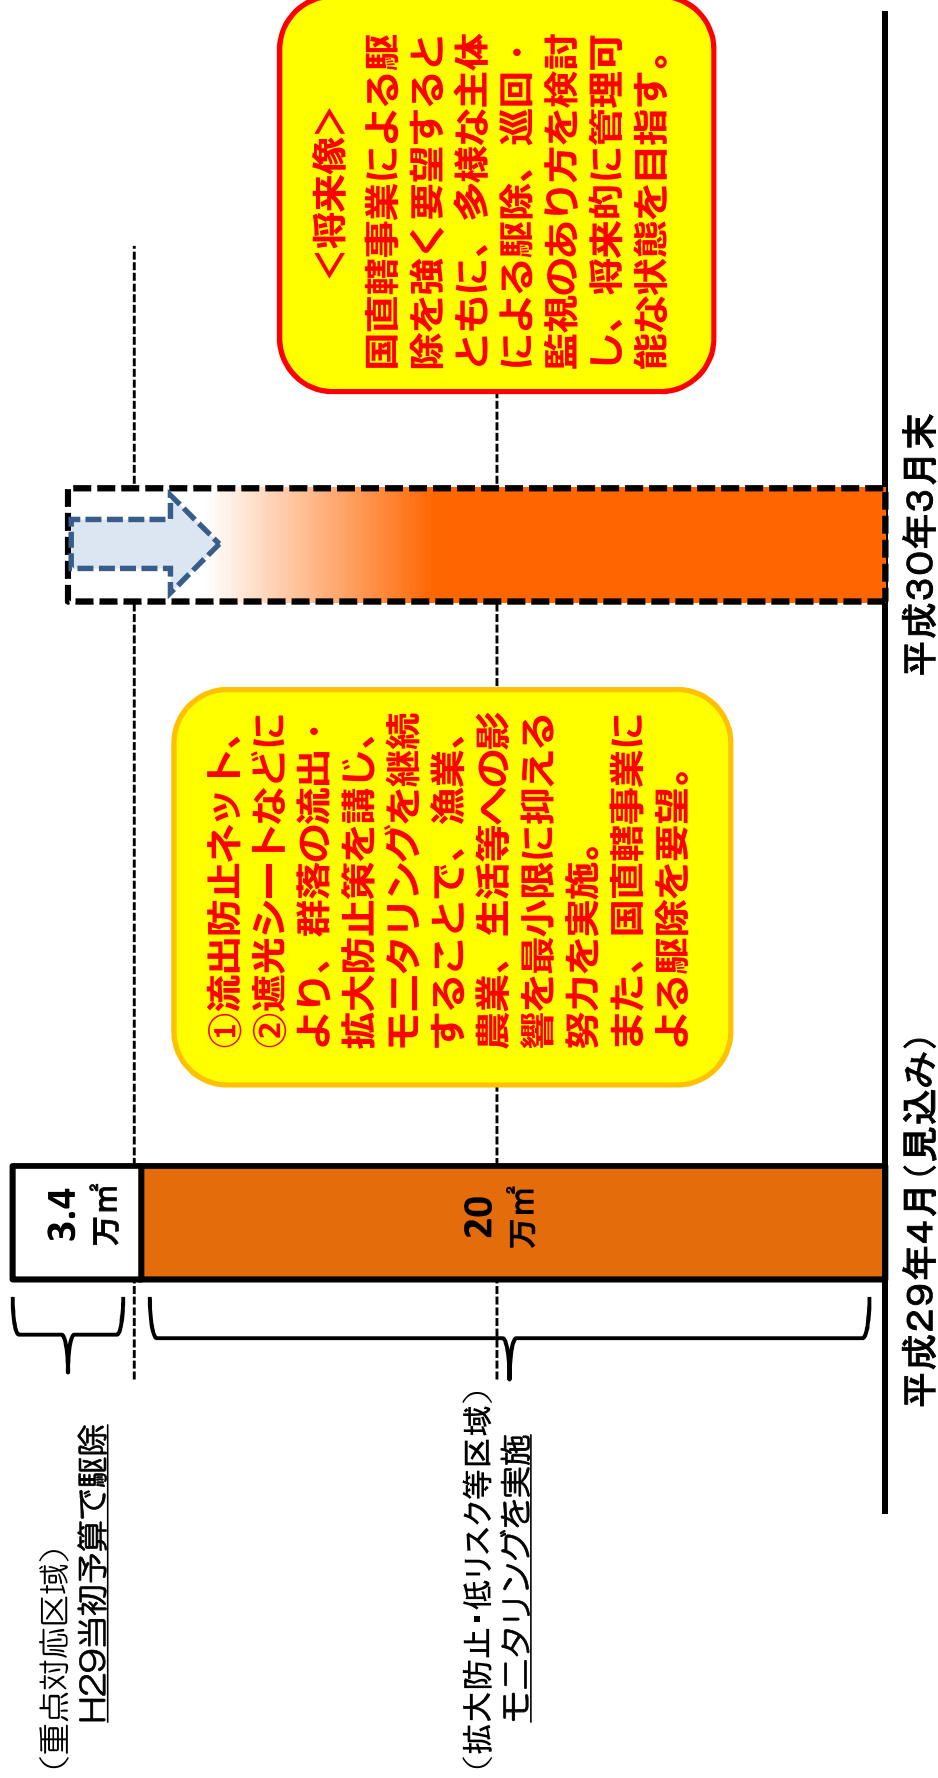 （重点対応区域）
H29当初予算で駆除
（拡大防止・低リスク等区域）
モニタリングを実施
3.4
万㎡
20
万㎡
①流出防止ネット、
②遮光シートなどに
より、群落の流出・
拡大防止策を講じ、
モニタリングを継続
することで、漁業、
農業、生活等への影
響を最小限に抑える
努力を実施。
また、国直轄事業に
よる駆除を要望。
＜将来像＞
国直轄事業による駆
除を強く要望すると
ともに、多様な主体
による駆除、巡回・
監視のあり方を検討
し、将来的に管理可
能な状態を目指す。
平成29年4月（見込み）
平成30年3月末